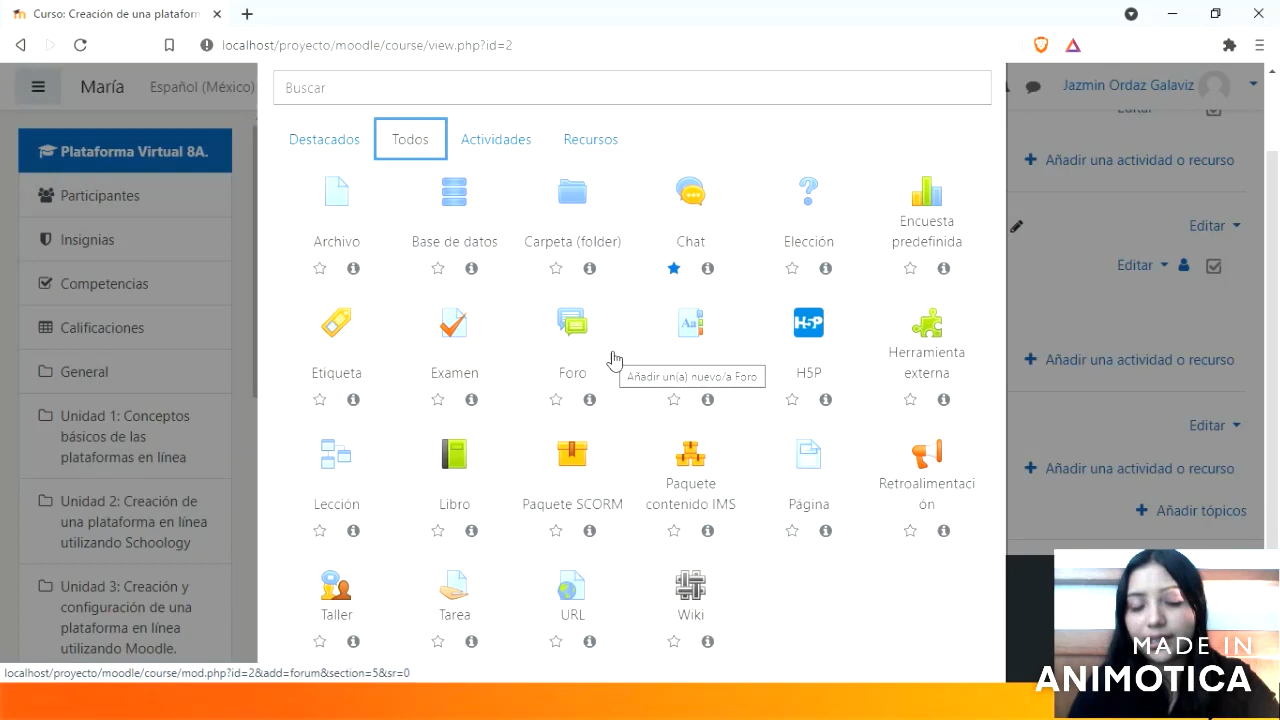 Curso: Creación de una plataform
localhost/proyecto/moodle/course/view.php?id=2
María
Español (México)
Jazmin Ordaz Galaviz
Buscar
Destacados
Todos
Actividades
Recursos
Plataforma Virtual 8A.
Participantes
Insignias
Competencias
Calificaciones
General
Unidad 1: Conceptos
básicos de las
plataformas en línea
Unidad 2: Creación de
una plataforma en línea
utilizando Schoology
Unidad 3: Creación y
configuración de una
plataforma en línea
utilizando Moodle.
Archivo
Base de datos
Carpeta (folder)
Chat
Elección
Encuesta
predefinida
Etiqueta
Examen
Foro
Aa
Añadir un(a) nuevo/a Foro
H5P
H5P
Herramienta
externa
Lección
Libro
Paquete SCORM
Paquete
contenido IMS
Página
Retroalimentaci
ón
Taller
Tarea
URL
Wiki
Editar
Añadir una actividad o recurso
Editar
Editar
Añadir una actividad o recurso
Editar
Añadir una actividad o recurso
Añadir tópicos
localhost/proyecto/moodle/course/mod.php?id=2&add=forum&section=5&sr=0
MADE IN
ANIMOTICA